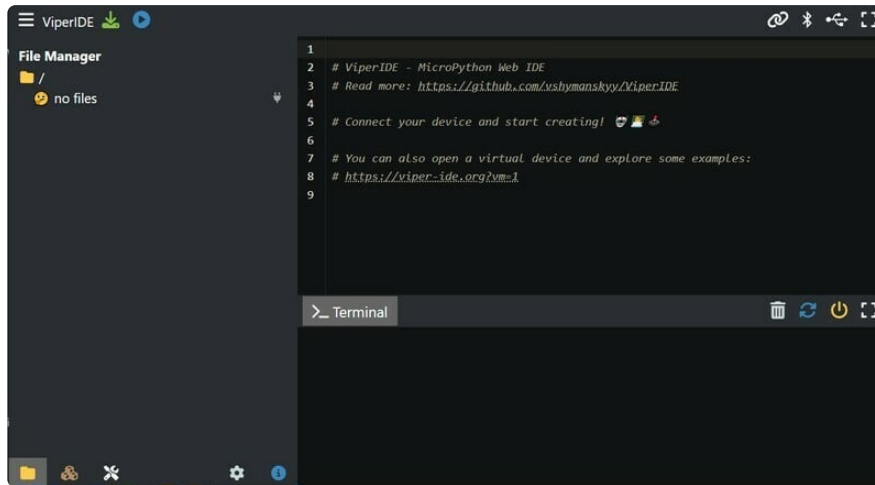 ViperIDE
File Manager
/
no files
1
2 # ViperIDE - MicroPython Web IDE
3 # Read more: https://github.com/vshymanskyy/ViperIDE
4
5 # Connect your device and start creating! 🤓👨‍💻🕹️
6
7 # You can also open a virtual device and explore some examples:
8 # https://viper-ide.org?vm=1
9
Terminal